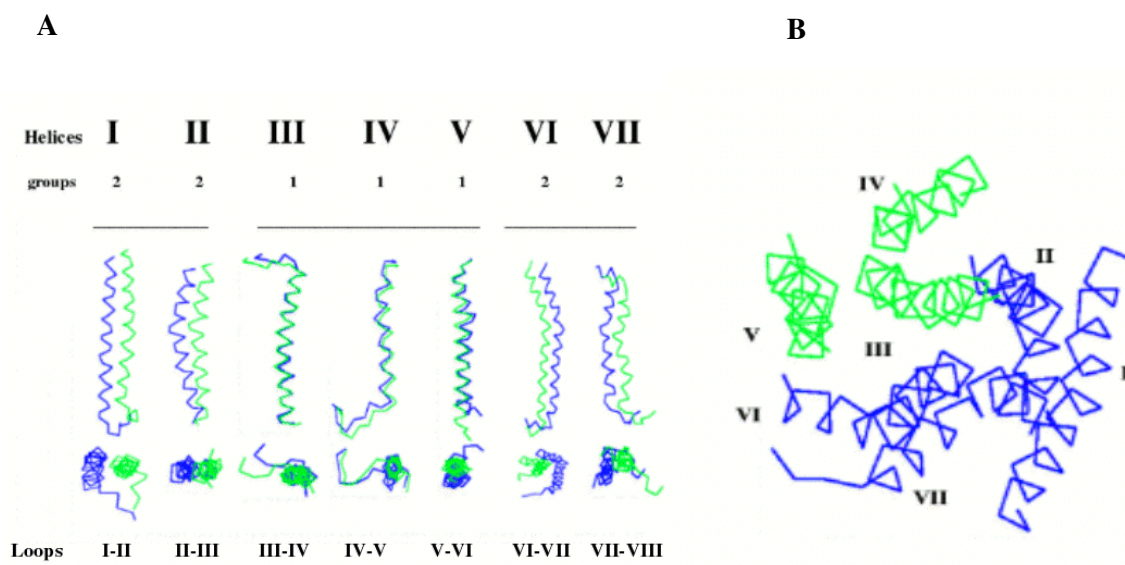 A
B
Helices I II III IV V VI VII
groups 2 2 1 1 1 2 2
IV
II
V
III
I
VI
VII
Loops I-II II-III III-IV IV-V V-VI VI-VII VII-VIII